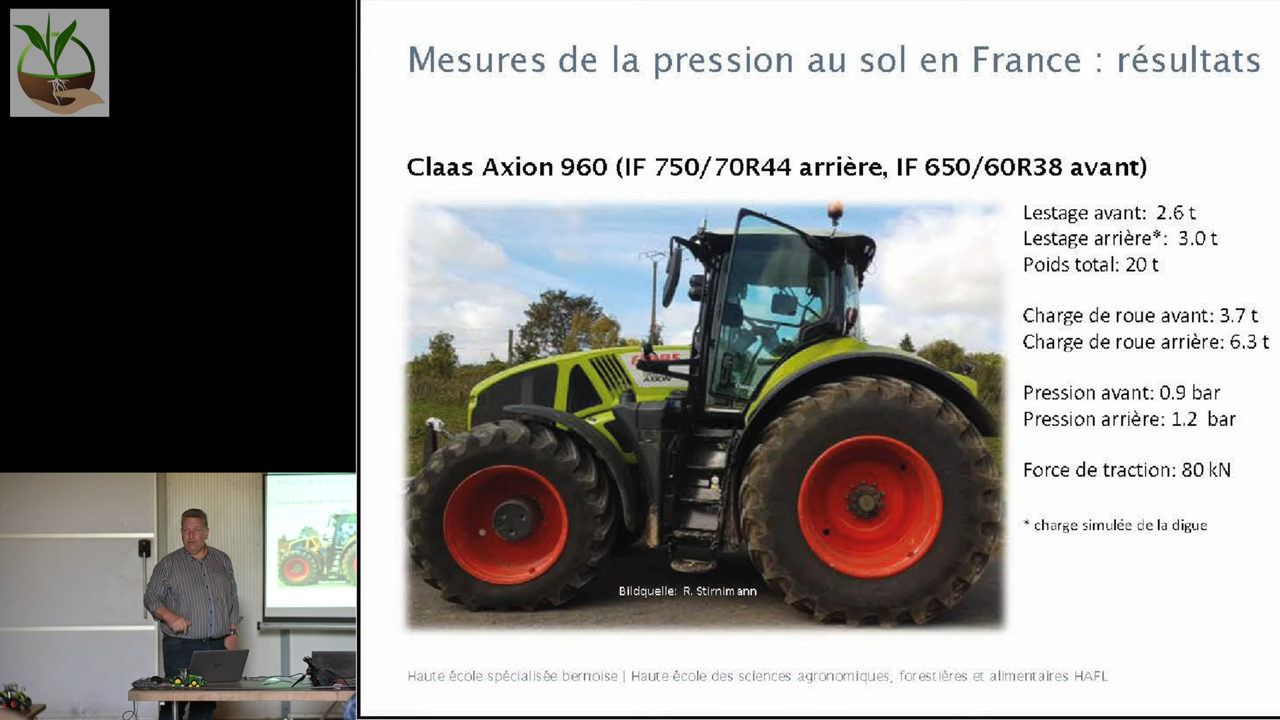 Mesures de la pression au sol en France : résultats
Claas Axion 960 (IF 750/70R44 arrière, IF 650/60R38 avant)
Lestage avant: 2.6 t
Lestage arrière*: 3.0 t
Poids total: 20 t
Charge de roue avant: 3.7 t
Charge de roue arrière: 6.3 t
Pression avant: 0.9 bar
Pression arrière: 1.2 bar
Force de traction: 80 kN
* charge simulée de la digue
CLAAS
AXION
Bildquelle: R. Stirnimann
Haute école spécialisée bernoise | Haute école des sciences agronomiques, forestières et alimentaires HAFL